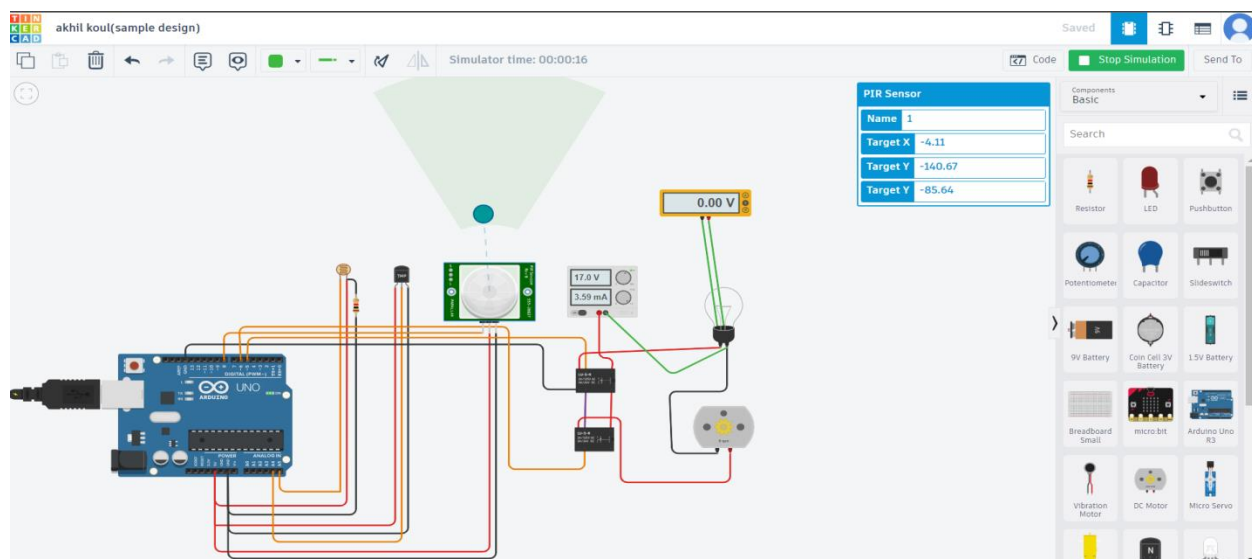 TIN
KER
CAD
akhil koul(sample design)
Saved
Simulator time: 00:00:16
Code
Stop Simulation
Send To
PIR Sensor
Name 1
Target X -4.11
Target Y -140.67
Target Y -85.64
Components
Basic
Search
Resistor
LED
Pushbutton
Potentiometer
Capacitor
Slideswitch
9V Battery
Coin Cell 3V
Battery
1.5V Battery
Breadboard
Small
micro:bit
Arduino Uno
R3
Vibration
Motor
DC Motor
Micro Servo
0.00 V
17.0 V
3.59 mA
TMP
DIGITAL (PWM ~)
UNO
ARDUINO
POWER
ANALOG IN